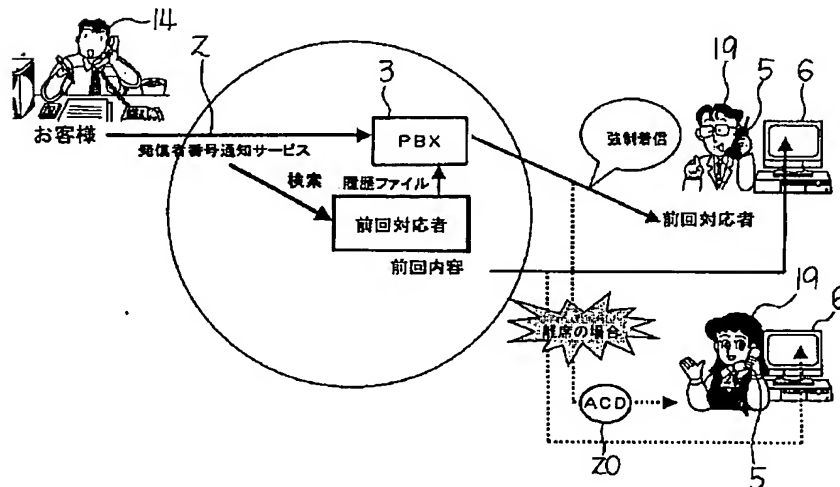 14
お客様
2
発信者番号通知サービス
検索
3
PBX
履歴ファイル
前回対応者
前回内容
強制着信
19
5
6
前回対応者
離席の場合
ACD
20
19
6
5